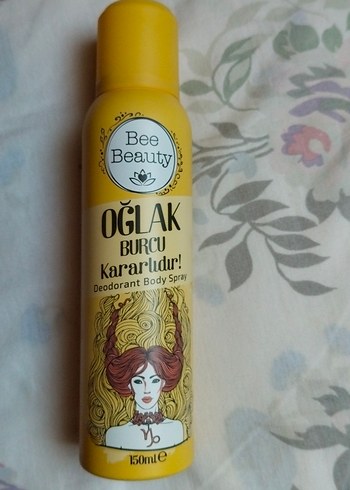 Bee
Beauty
OĞLAK
BURCU
Kararlıdır!
Deodorant Body Spray
150ml e